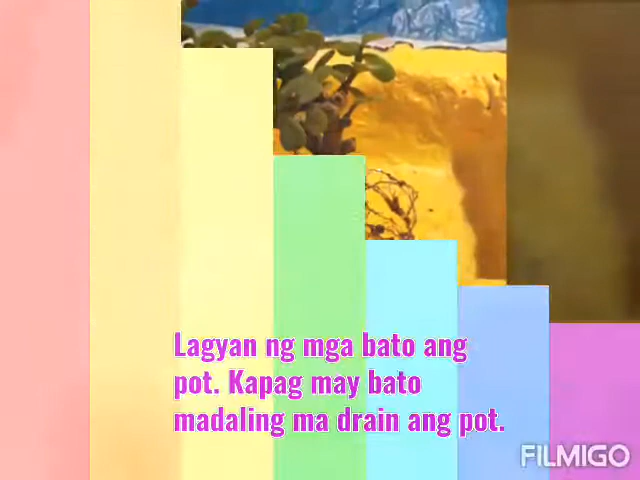 Lagyan ng mga bato ang
pot. Kapag may bato
madaling ma drain ang pot.
FILMIGO